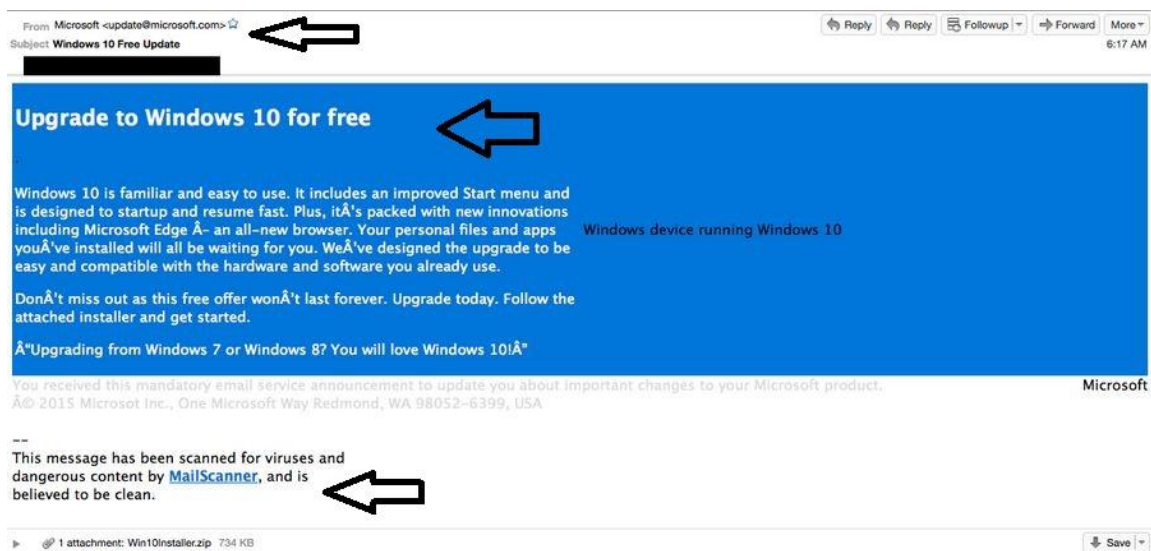 From Microsoft <update@microsoft.com>
Reply Reply Followup Forward More
Subject Windows 10 Free Update
6:17 AM
Upgrade to Windows 10 for free
.
Windows 10 is familiar and easy to use. It includes an improved Start menu and
is designed to startup and resume fast. Plus, itÂ's packed with new innovations
including Microsoft Edge Â- an all-new browser. Your personal files and apps
youÂ've installed will all be waiting for you. WeÂ've designed the upgrade to be
easy and compatible with the hardware and software you already use.
Windows device running Windows 10
DonÂ't miss out as this free offer wonÂ't last forever. Upgrade today. Follow the
attached installer and get started.
Â"Upgrading from Windows 7 or Windows 8? You will love Windows 10!Â"
You received this mandatory email service announcement to update you about important changes to your Microsoft product.
Microsoft
Â© 2015 Microsot Inc., One Microsoft Way Redmond, WA 98052-6399, USA
--
This message has been scanned for viruses and
dangerous content by MailScanner, and is
believed to be clean.
1 attachment: Win10Installer.zip 734 KB
Save